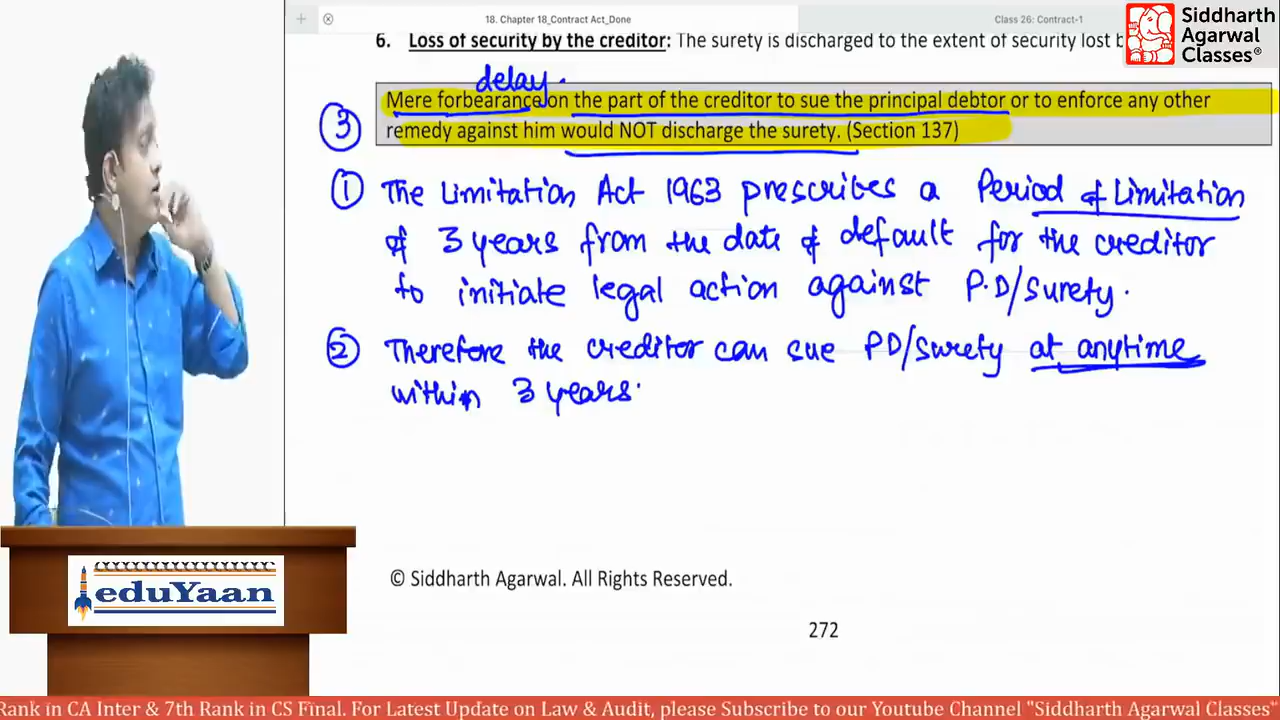 18. Chapter 18_Contract Act_Done
Class 26: Contract-1
Siddharth
Agarwal
Classes®
6. Loss of security by the creditor: The surety is discharged to the extent of security lost
delay.
Mere forbearance on the part of the creditor to sue the principal debtor or to enforce any other
③ remedy against him would NOT discharge the surety. (Section 137)
① The Limitation Act 1963 prescribes a Period of Limitation
of 3 years from the date of default for the creditor
to initiate legal action against P.D/Surety.
② Therefore the creditor can sue PD/Surety at anytime
within 3 years.
eduYaan
© Siddharth Agarwal. All Rights Reserved.
272
Rank in CA Inter & 7th Rank in CS Final. For Latest Update on Law & Audit, please Subscribe to our Youtube Channel "Siddharth Agarwal Classes"